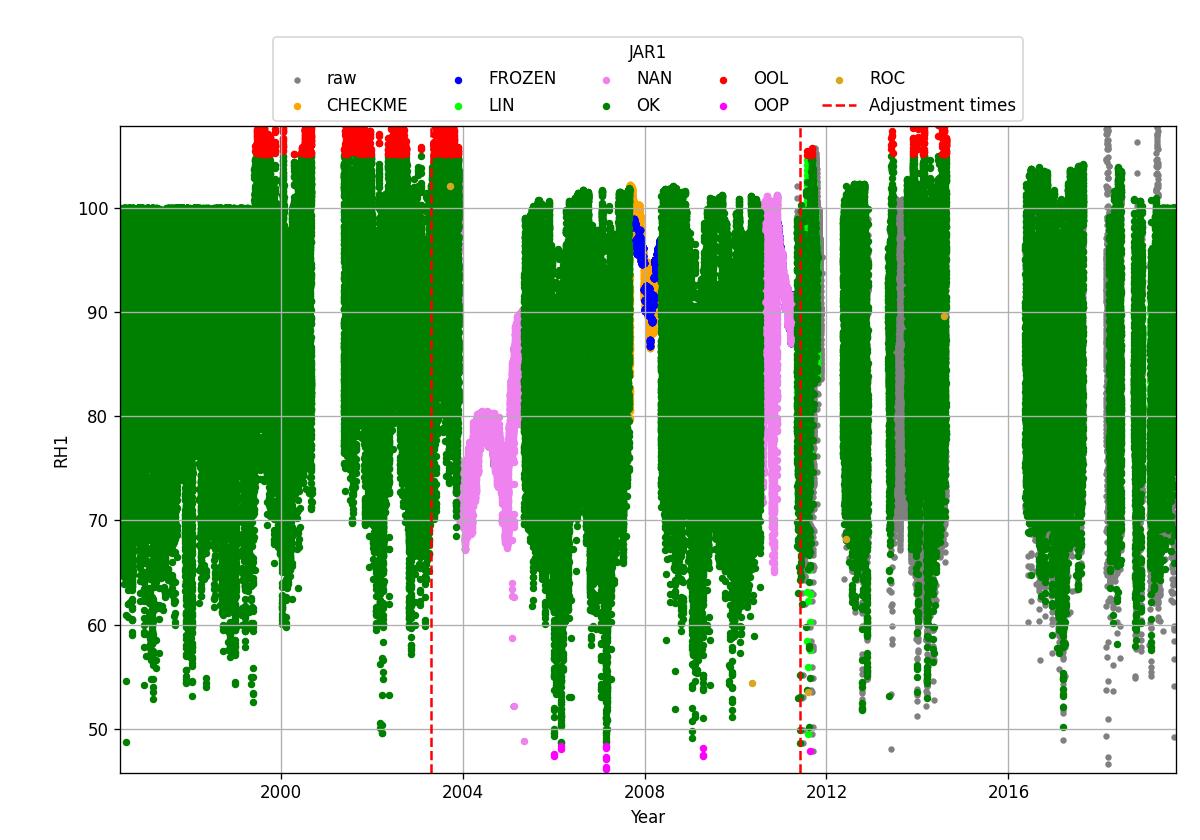 JAR1
raw FROZEN NAN OOL ROC
CHECKME LIN OK OOP Adjustment times
100
90
80
70
60
50
RH1
2000 2004 2008 2012 2016
Year